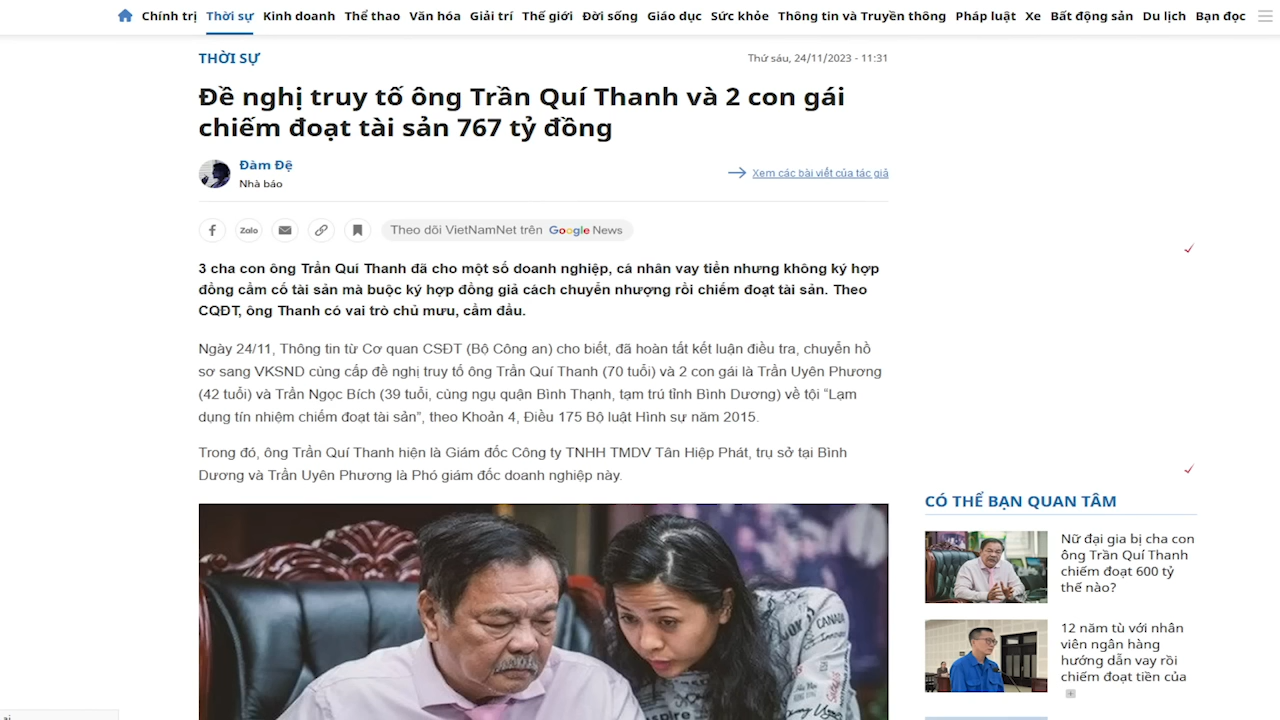 Chính trị Thời sự Kinh doanh Thể thao Văn hóa Giải trí Thế giới Đời sống Giáo dục Sức khỏe Thông tin và Truyền thông Pháp luật Xe Bất động sản Du lịch Bạn đọc
THỜI SỰ
Thứ sáu, 24/11/2023 - 11:31
Đề nghị truy tố ông Trần Quí Thanh và 2 con gái
chiếm đoạt tài sản 767 tỷ đồng
Đàm Đệ
Nhà báo
Xem các bài viết của tác giả
Zalo
Theo dõi VietNamNet trên Google News
3 cha con ông Trần Quí Thanh đã cho một số doanh nghiệp, cá nhân vay tiền nhưng không ký hợp
đồng cầm cố tài sản mà buộc ký hợp đồng giả cách chuyển nhượng rồi chiếm đoạt tài sản. Theo
CQĐT, ông Thanh có vai trò chủ mưu, cầm đầu.
Ngày 24/11, Thông tin từ Cơ quan CSĐT (Bộ Công an) cho biết, đã hoàn tất kết luận điều tra, chuyển hồ
sơ sang VKSND cùng cấp đề nghị truy tố ông Trần Quí Thanh (70 tuổi) và 2 con gái là Trần Uyên Phương
(42 tuổi) và Trần Ngọc Bích (39 tuổi, cùng ngụ quận Bình Thạnh, tạm trú tỉnh Bình Dương) về tội “Lạm
dụng tín nhiệm chiếm đoạt tài sản”, theo Khoản 4, Điều 175 Bộ luật Hình sự năm 2015.
Trong đó, ông Trần Quí Thanh hiện là Giám đốc Công ty TNHH TMDV Tân Hiệp Phát, trụ sở tại Bình
Dương và Trần Uyên Phương là Phó giám đốc doanh nghiệp này.
CANADA
CÓ THỂ BẠN QUAN TÂM
Nữ đại gia bị cha con
ông Trần Quí Thanh
chiếm đoạt 600 tỷ
thế nào?
12 năm tù với nhân
viên ngân hàng
hướng dẫn vay rồi
chiếm đoạt tiền của